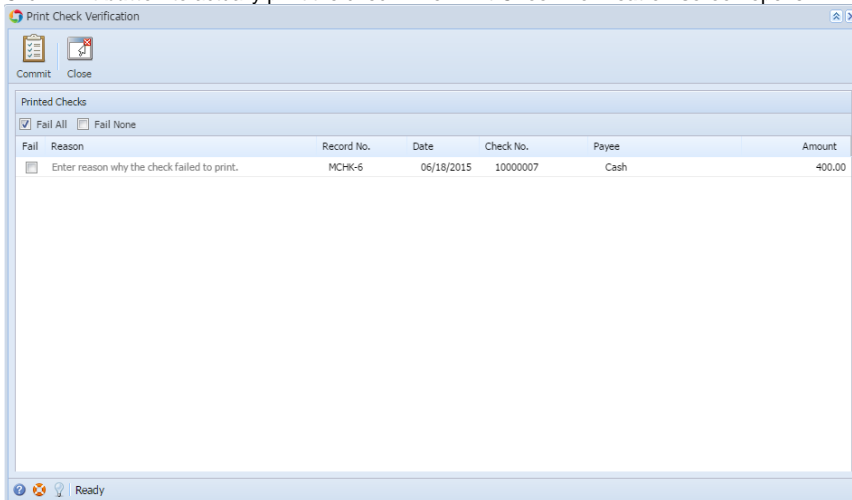 Print Check Verification
Commit Close
Printed Checks
Fail All Fail None
Fail Reason Record No. Date Check No. Payee Amount
Enter reason why the check failed to print. MCHK-6 06/18/2015 10000007 Cash 400.00
Ready